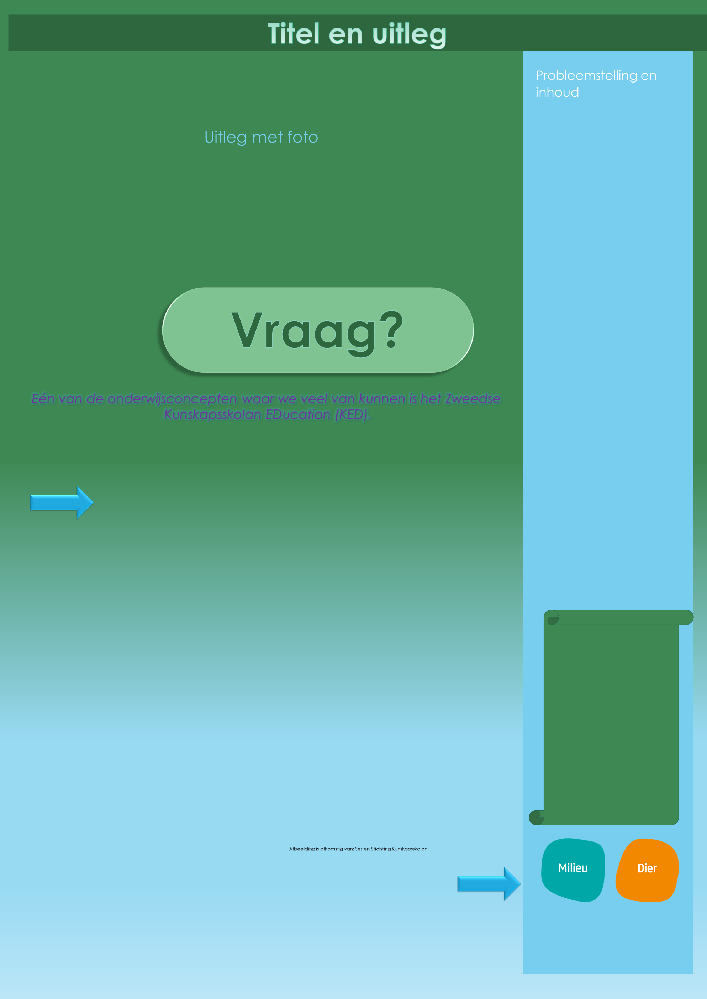 Titel en uitleg
Probleemstelling en
inhoud
Uitleg met foto
Vraag?
Eén van de onderwijsconcepten waar we veel van kunnen is het Zweedse
Kunskapsskolan EDucation (KED).
Afbeelding is afkomstig van: Ses en Stichting Kunskapsskolan
Milieu
Dier